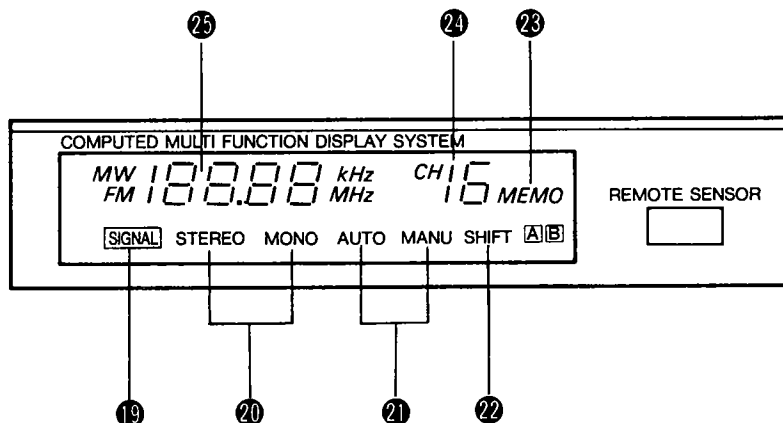 25 24 23
COMPUTED MULTI FUNCTION DISPLAY SYSTEM
MW 188.88 kHz CH 16 MEMO
FM MHz
REMOTE SENSOR
SIGNAL STEREO MONO AUTO MANU SHIFT A B
19 20 21 22